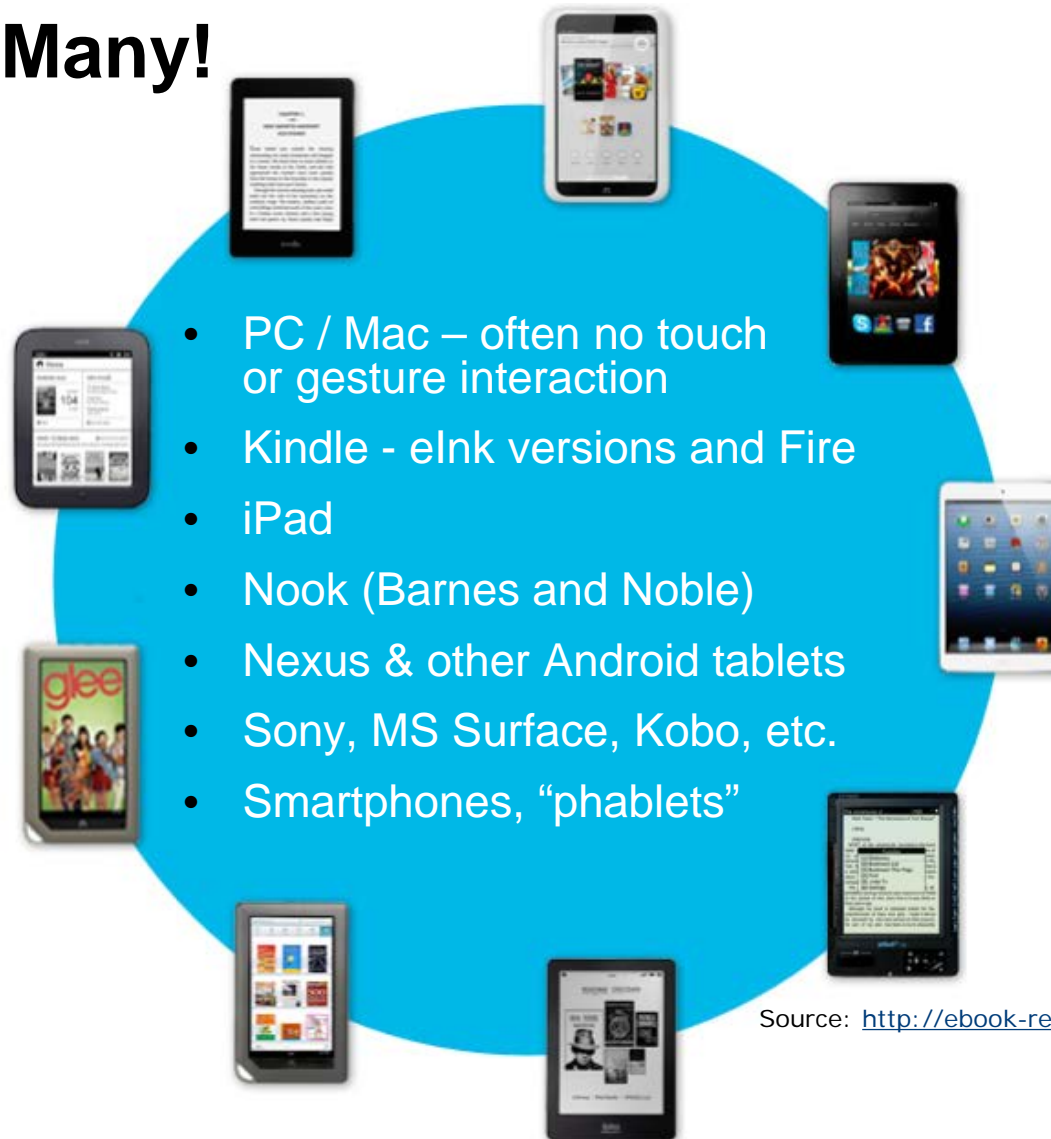 Many!
• PC / Mac – often no touch
or gesture interaction
• Kindle - eInk versions and Fire
• iPad
• Nook (Barnes and Noble)
• Nexus & other Android tablets
• Sony, MS Surface, Kobo, etc.
• Smartphones, “phablets”
glee
104
Source: http://ebook-re